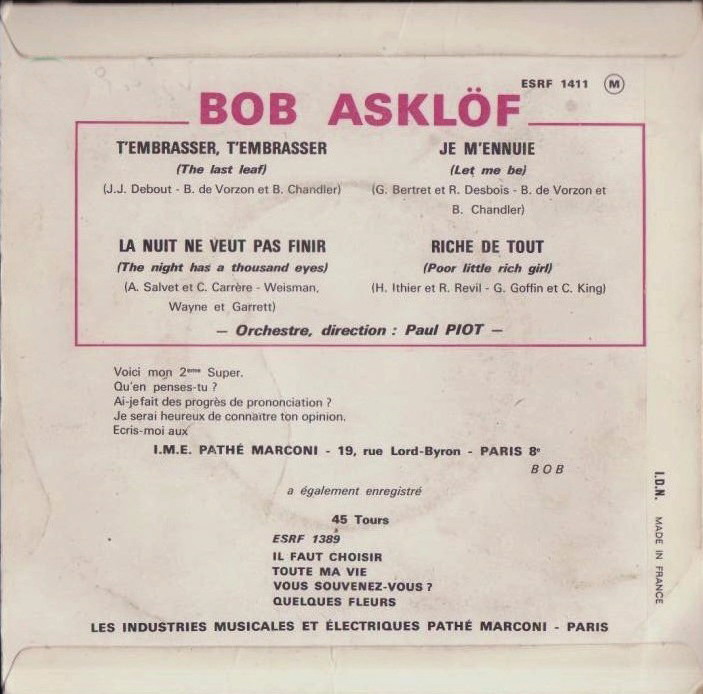 ESRF 1411 M
BOB ASKLÖF
T'EMBRASSER, T'EMBRASSER
(The last leaf)
(J.J. Debout - B. de Vorzon et B. Chandler)
JE M'ENNUIE
(Let me be)
(G. Bertret et R. Desbois - B. de Vorzon et
B. Chandler)
LA NUIT NE VEUT PAS FINIR
(The night has a thousand eyes)
(A. Salvet et C. Carrère - Weisman,
Wayne et Garrett)
RICHE DE TOUT
(Poor little rich girl)
(H. Ithier et R. Revil - G. Goffin et C. King)
— Orchestre, direction : Paul PIOT —
Voici mon 2ème Super.
Qu'en penses-tu ?
Ai-je fait des progrès de prononciation ?
Je serai heureux de connaitre ton opinion.
Ecris-moi aux
I.M.E. PATHÉ MARCONI - 19, rue Lord-Byron - PARIS 8e
BOB
a également enregistré
45 Tours
ESRF 1389
IL FAUT CHOISIR
TOUTE MA VIE
VOUS SOUVENEZ-VOUS ?
QUELQUES FLEURS
LES INDUSTRIES MUSICALES ET ÉLECTRIQUES PATHÉ MARCONI - PARIS
I.D.N. MADE IN FRANCE